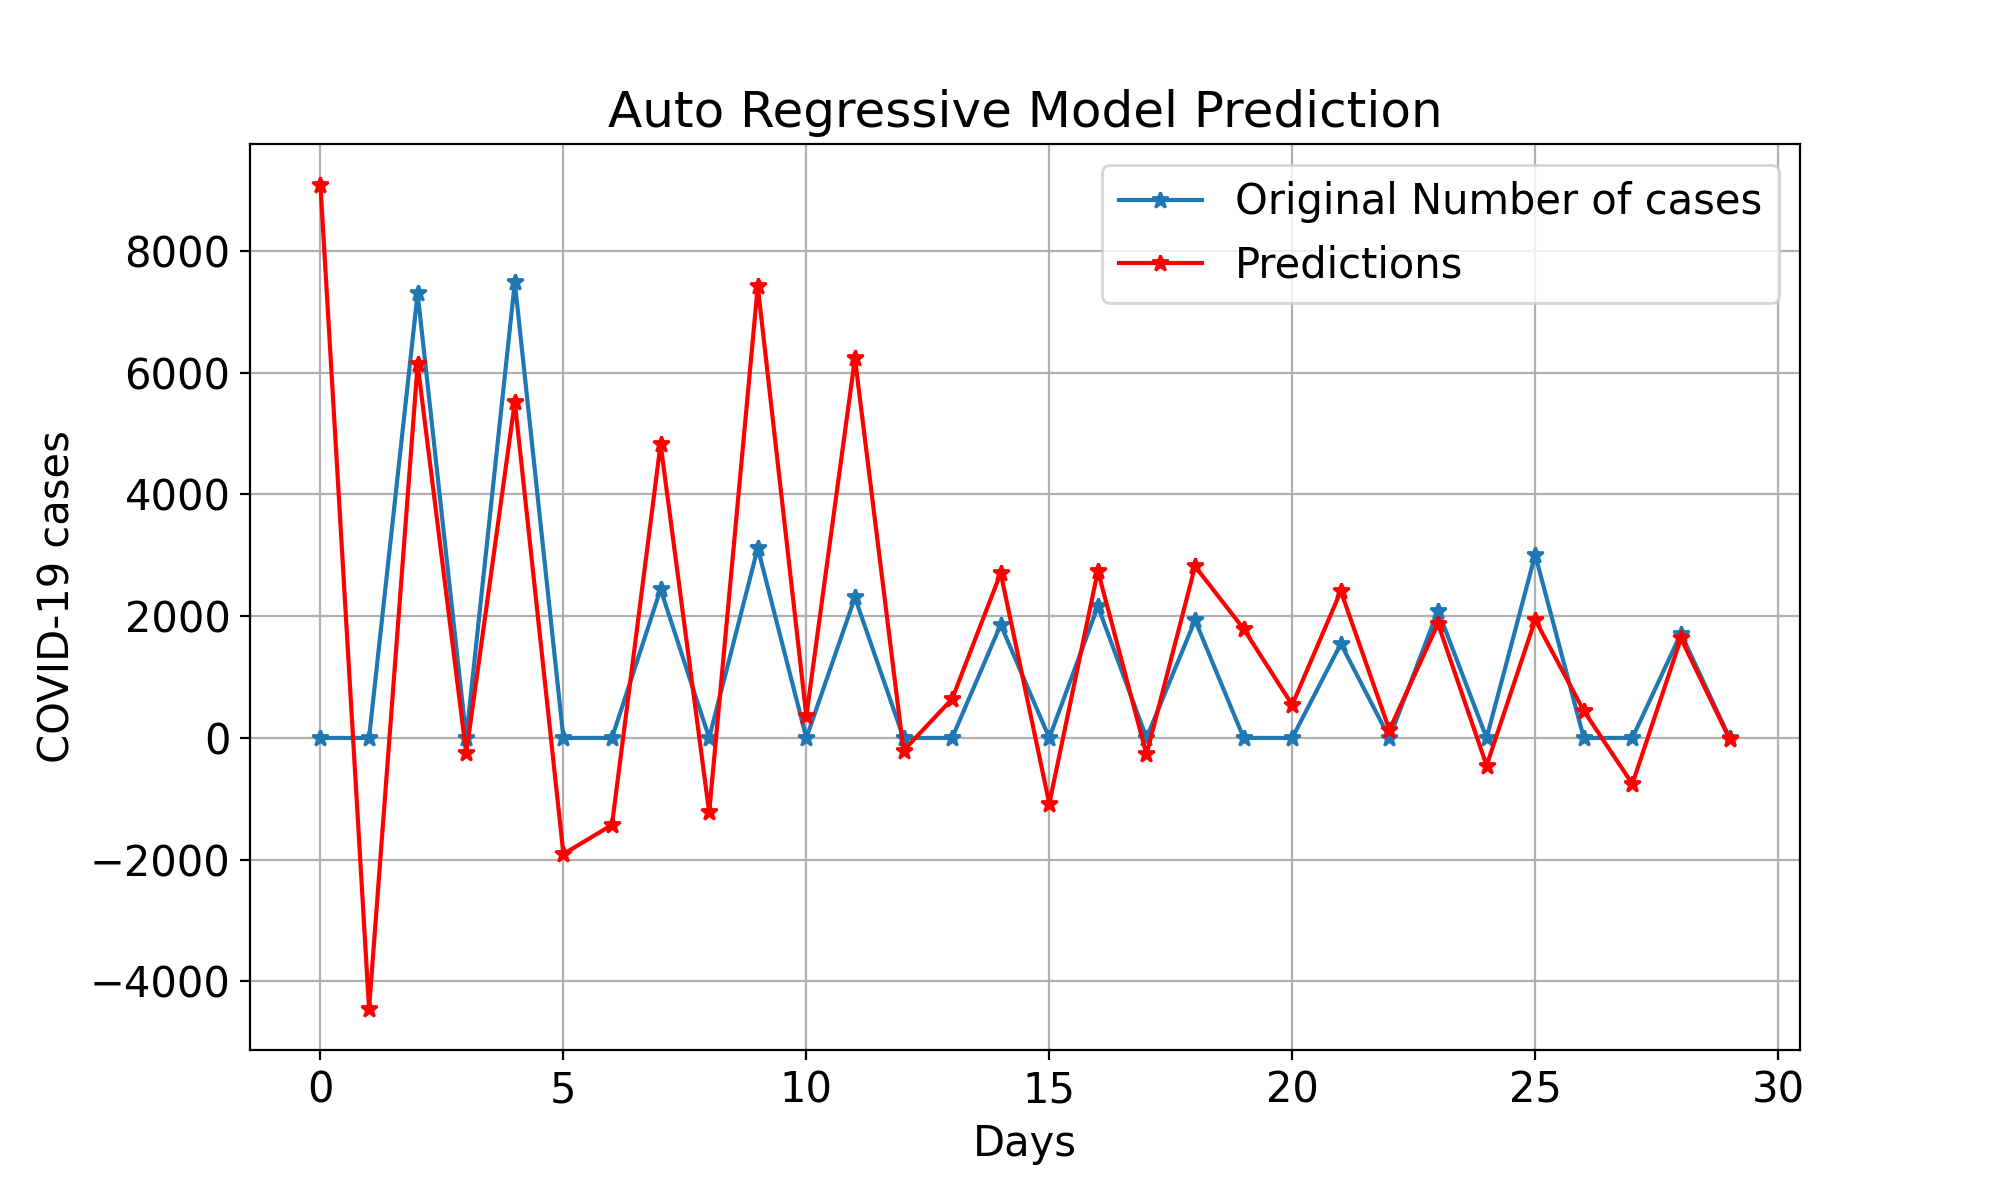 Auto Regressive Model Prediction
Original Number of cases
Predictions
8000
6000
4000
2000
0
−2000
−4000
COVID-19 cases
0 5 10 15 20 25 30
Days